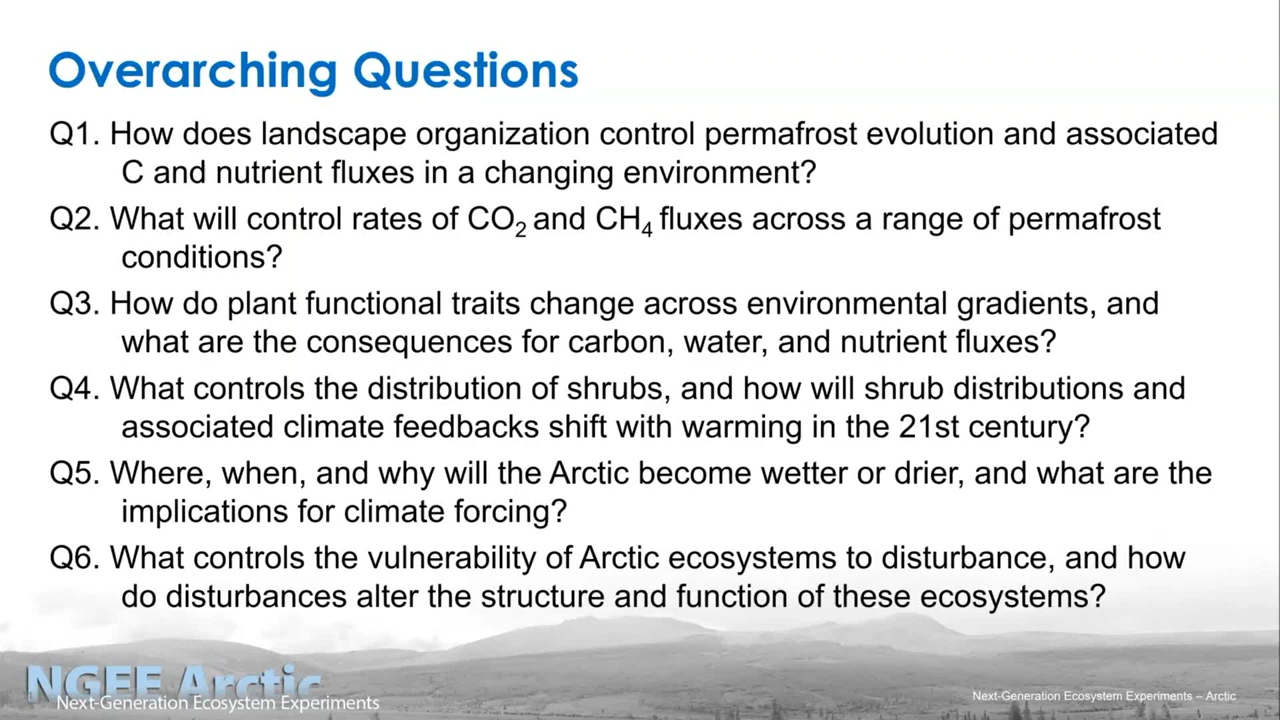 Overarching Questions
Q1. How does landscape organization control permafrost evolution and associated
C and nutrient fluxes in a changing environment?
Q2. What will control rates of CO₂ and CH₄ fluxes across a range of permafrost
conditions?
Q3. How do plant functional traits change across environmental gradients, and
what are the consequences for carbon, water, and nutrient fluxes?
Q4. What controls the distribution of shrubs, and how will shrub distributions and
associated climate feedbacks shift with warming in the 21st century?
Q5. Where, when, and why will the Arctic become wetter or drier, and what are the
implications for climate forcing?
Q6. What controls the vulnerability of Arctic ecosystems to disturbance, and how
do disturbances alter the structure and function of these ecosystems?
NGEE Arctic
Next-Generation Ecosystem Experiments
Next-Generation Ecosystem Experiments – Arctic